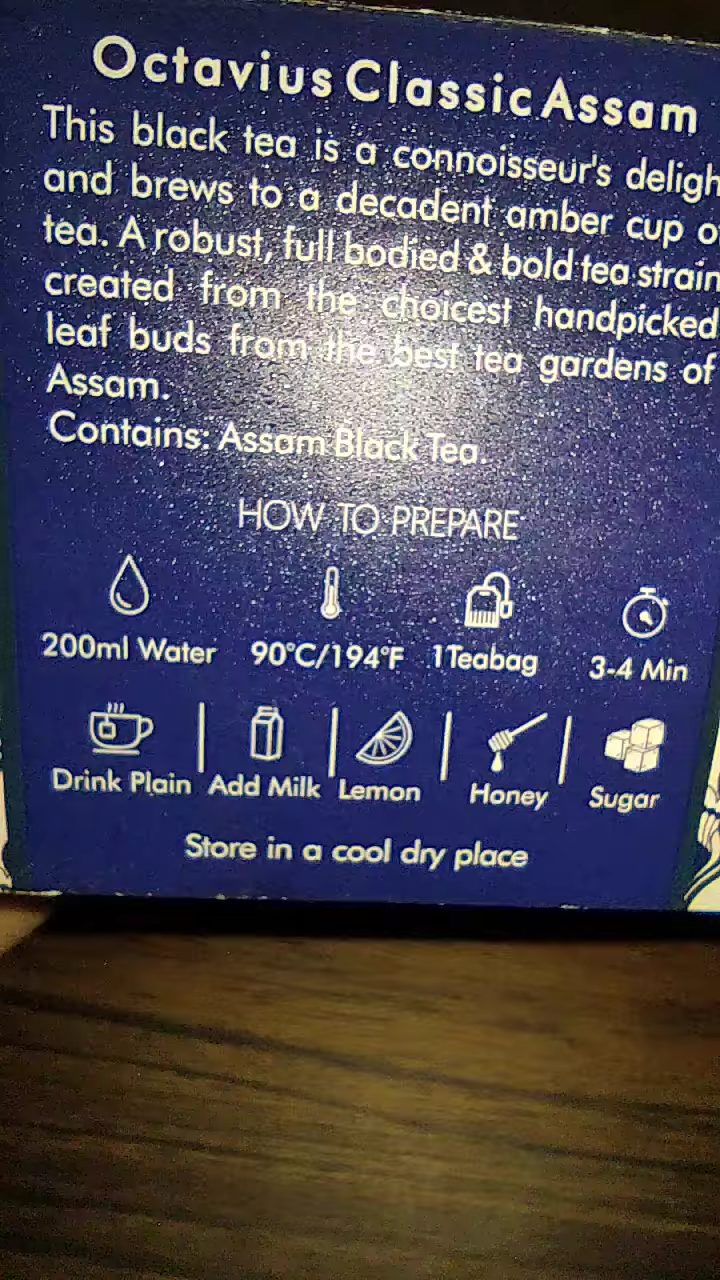 Octavius Classic Assam
This black tea is a connoisseur's deligh
and brews to a decadent amber cup o
tea. A robust, full bodied & bold tea strain
created from the choicest handpicked
leaf buds from the best tea gardens of
Assam.
Contains: Assam Black Tea.
HOW TO PREPARE
200ml Water 90°C/194°F 1Teabag 3-4 Min
Drink Plain Add Milk Lemon Honey Sugar
Store in a cool dry place